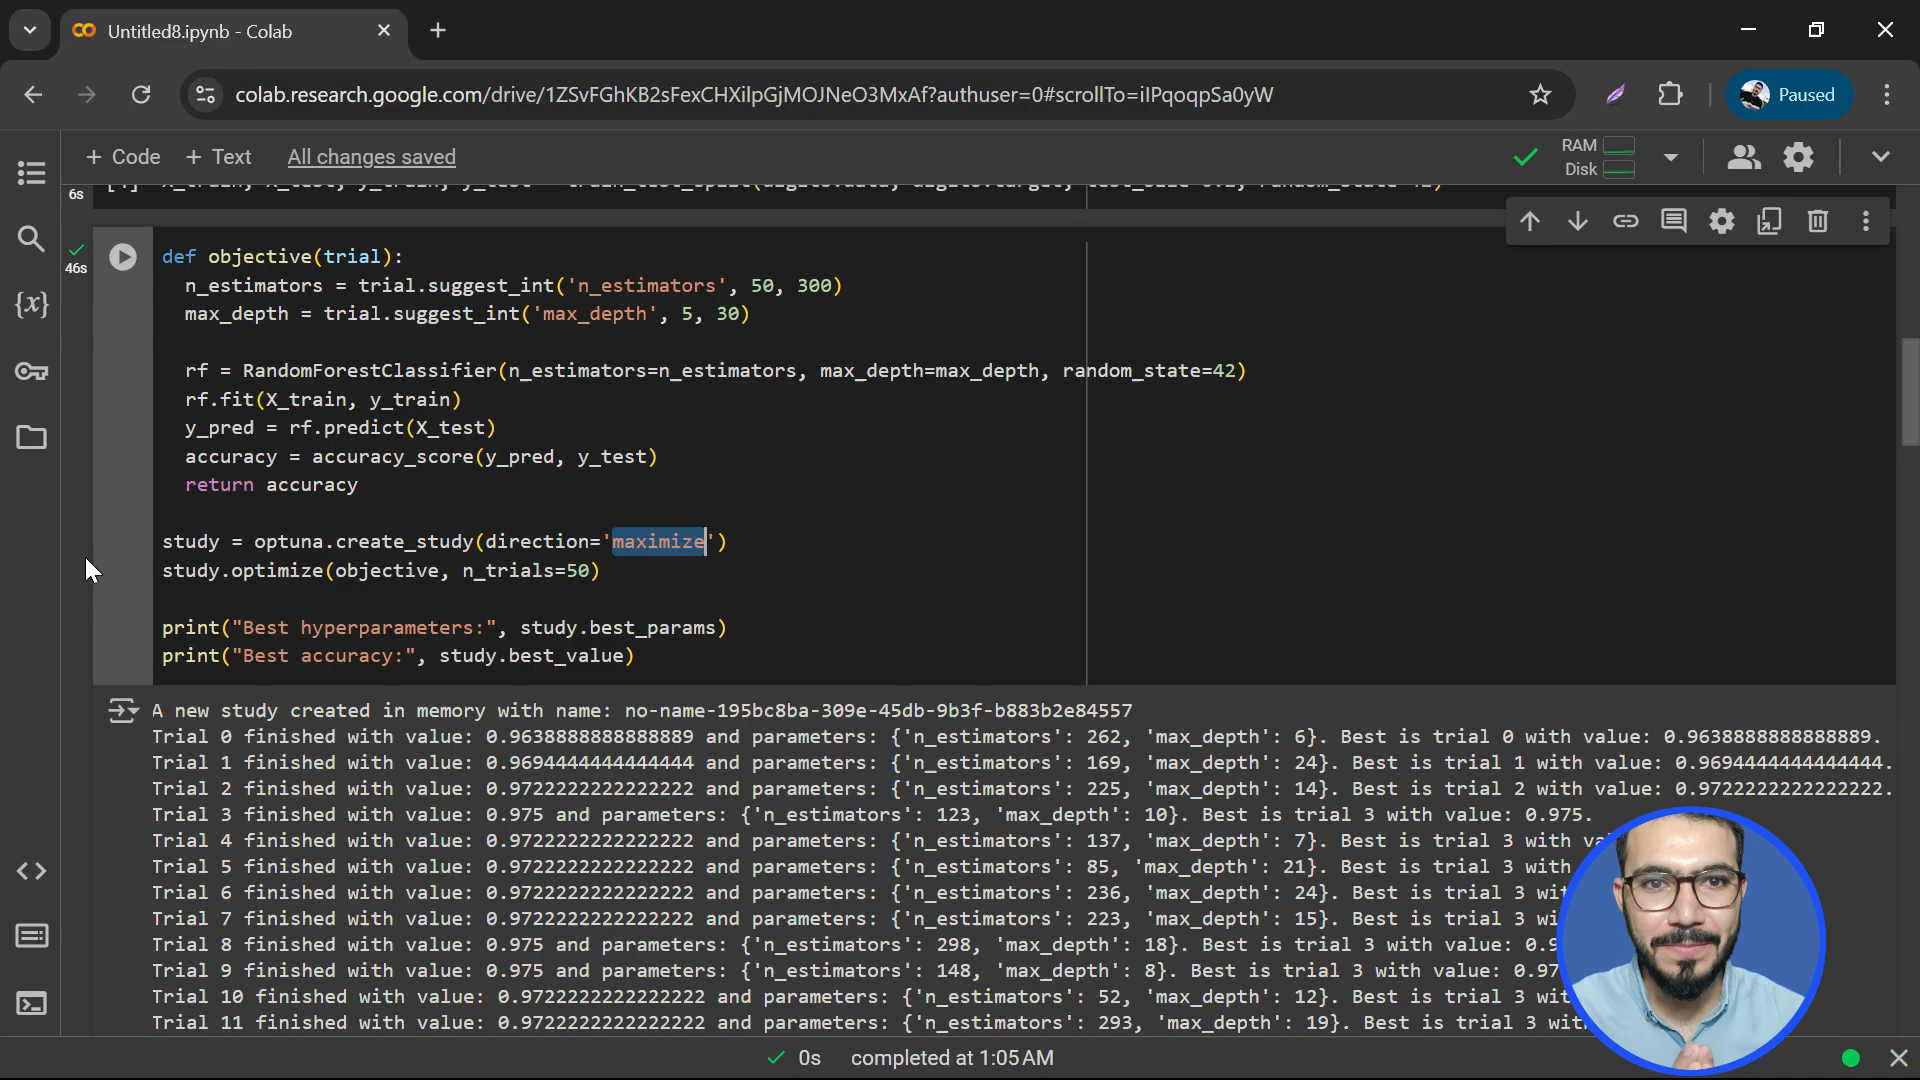 Untitled8.ipynb - Colab
colab.research.google.com/drive/1ZSvFGhKB2sFexCHXilpGjMOJNeO3MxAf?authuser=0#scrollTo=iIPqoqpSa0yW
Paused
+ Code + Text All changes saved
RAM
Disk
6s
46s
def objective(trial):
n_estimators = trial.suggest_int('n_estimators', 50, 300)
max_depth = trial.suggest_int('max_depth', 5, 30)
rf = RandomForestClassifier(n_estimators=n_estimators, max_depth=max_depth, random_state=42)
rf.fit(X_train, y_train)
y_pred = rf.predict(X_test)
accuracy = accuracy_score(y_pred, y_test)
return accuracy
study = optuna.create_study(direction='maximize')
study.optimize(objective, n_trials=50)
print("Best hyperparameters:", study.best_params)
print("Best accuracy:", study.best_value)
A new study created in memory with name: no-name-195bc8ba-309e-45db-9b3f-b883b2e84557
Trial 0 finished with value: 0.9638888888888889 and parameters: {'n_estimators': 262, 'max_depth': 6}. Best is trial 0 with value: 0.9638888888888889.
Trial 1 finished with value: 0.9694444444444444 and parameters: {'n_estimators': 169, 'max_depth': 24}. Best is trial 1 with value: 0.9694444444444444.
Trial 2 finished with value: 0.9722222222222222 and parameters: {'n_estimators': 225, 'max_depth': 14}. Best is trial 2 with value: 0.9722222222222222.
Trial 3 finished with value: 0.975 and parameters: {'n_estimators': 123, 'max_depth': 10}. Best is trial 3 with value: 0.975.
Trial 4 finished with value: 0.9722222222222222 and parameters: {'n_estimators': 137, 'max_depth': 7}. Best is trial 3 with
Trial 5 finished with value: 0.9722222222222222 and parameters: {'n_estimators': 85, 'max_depth': 21}. Best is trial 3 with
Trial 6 finished with value: 0.9722222222222222 and parameters: {'n_estimators': 236, 'max_depth': 24}. Best is trial 3
Trial 7 finished with value: 0.9722222222222222 and parameters: {'n_estimators': 223, 'max_depth': 15}. Best is trial 3
Trial 8 finished with value: 0.975 and parameters: {'n_estimators': 298, 'max_depth': 18}. Best is trial 3 with value:
Trial 9 finished with value: 0.975 and parameters: {'n_estimators': 148, 'max_depth': 8}. Best is trial 3 with value:
Trial 10 finished with value: 0.9722222222222222 and parameters: {'n_estimators': 52, 'max_depth': 12}. Best is trial 3
Trial 11 finished with value: 0.9722222222222222 and parameters: {'n_estimators': 293, 'max_depth': 19}. Best is trial 3
0s completed at 1:05 AM